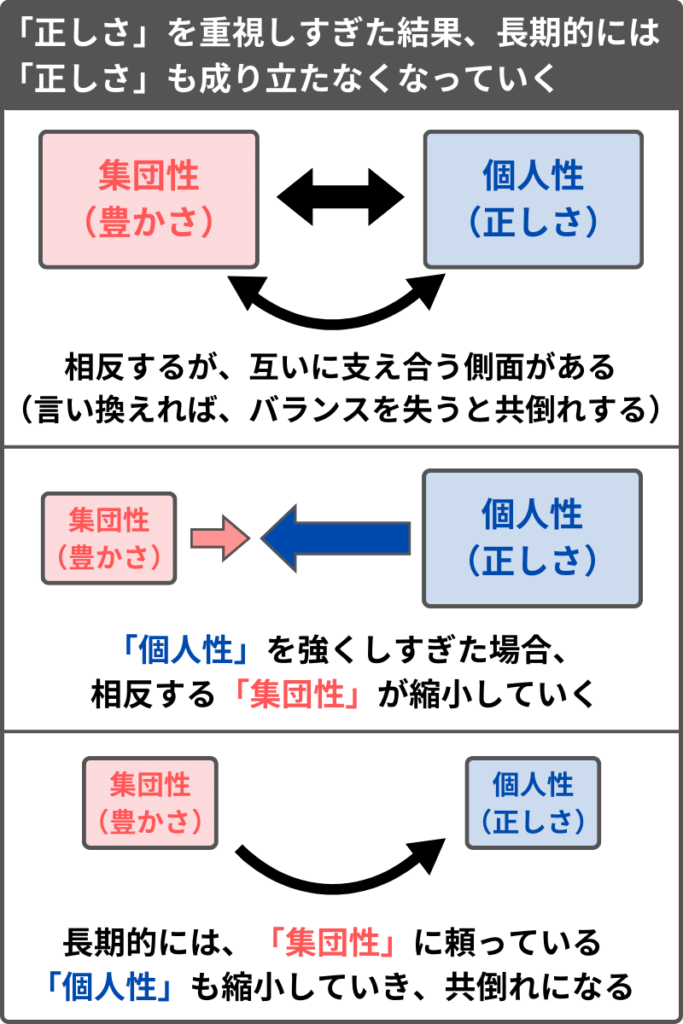 「正しさ」を重視しすぎた結果、長期的には
「正しさ」も成り立たなくなっていく
集団性
（豊かさ）
個人性
（正しさ）
相反するが、互いに支え合う側面がある
（言い換えれば、バランスを失うと共倒れする）
集団性
（豊かさ）
個人性
（正しさ）
「個人性」を強くしすぎた場合、
相反する「集団性」が縮小していく
集団性
（豊かさ）
個人性
（正しさ）
長期的には、「集団性」に頼っている
「個人性」も縮小していき、共倒れになる